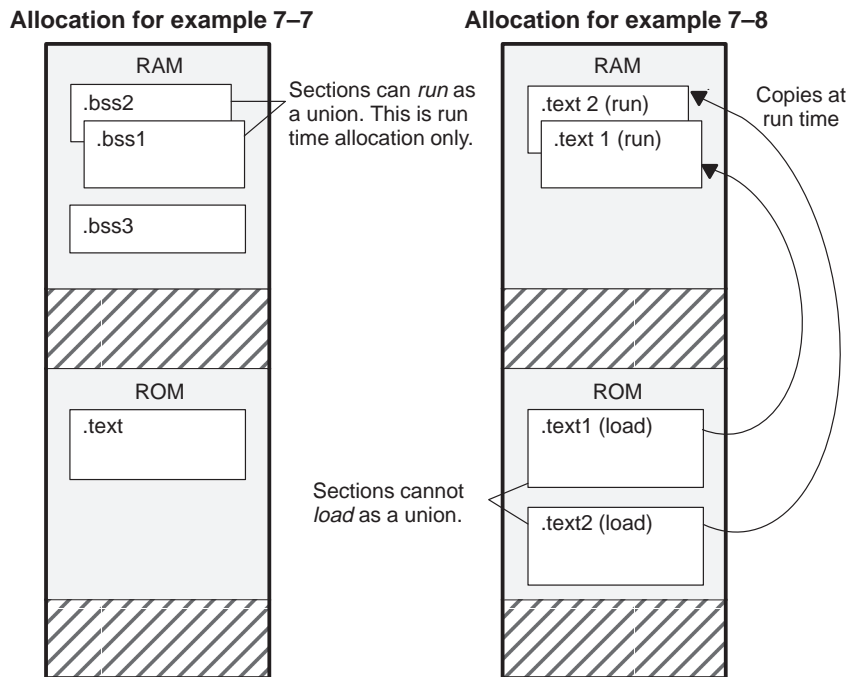 Allocation for example 7–7
RAM
.bss2
.bss1
.bss3
Sections can run as
a union. This is run
time allocation only.
ROM
.text
Allocation for example 7–8
RAM
.text 2 (run)
.text 1 (run)
Copies at
run time
ROM
.text1 (load)
.text2 (load)
Sections cannot
load as a union.